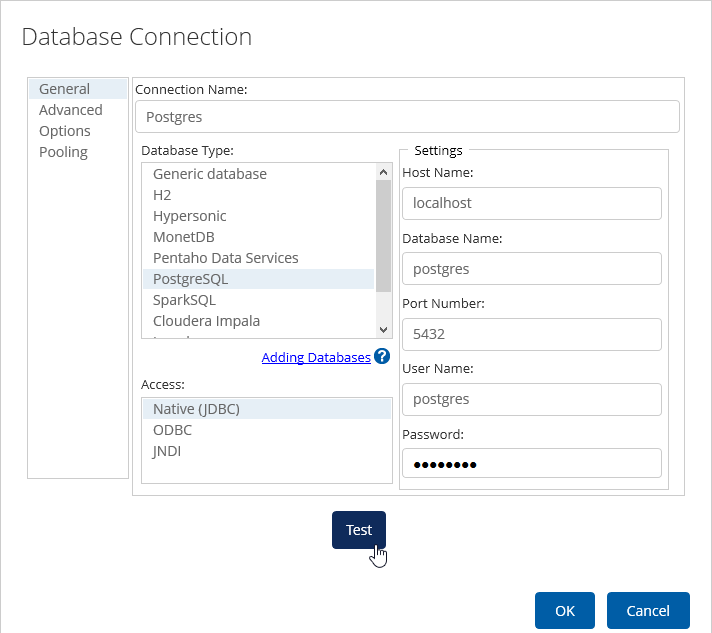 Database Connection
General
Advanced
Options
Pooling
Connection Name:
Postgres
Database Type:
Generic database
H2
Hypersonic
MonetDB
Pentaho Data Services
PostgreSQL
SparkSQL
Cloudera Impala
Adding Databases ?
Access:
Native (JDBC)
ODBC
JNDI
Settings
Host Name:
localhost
Database Name:
postgres
Port Number:
5432
User Name:
postgres
Password:
●●●●●●●●
Test
OK
Cancel